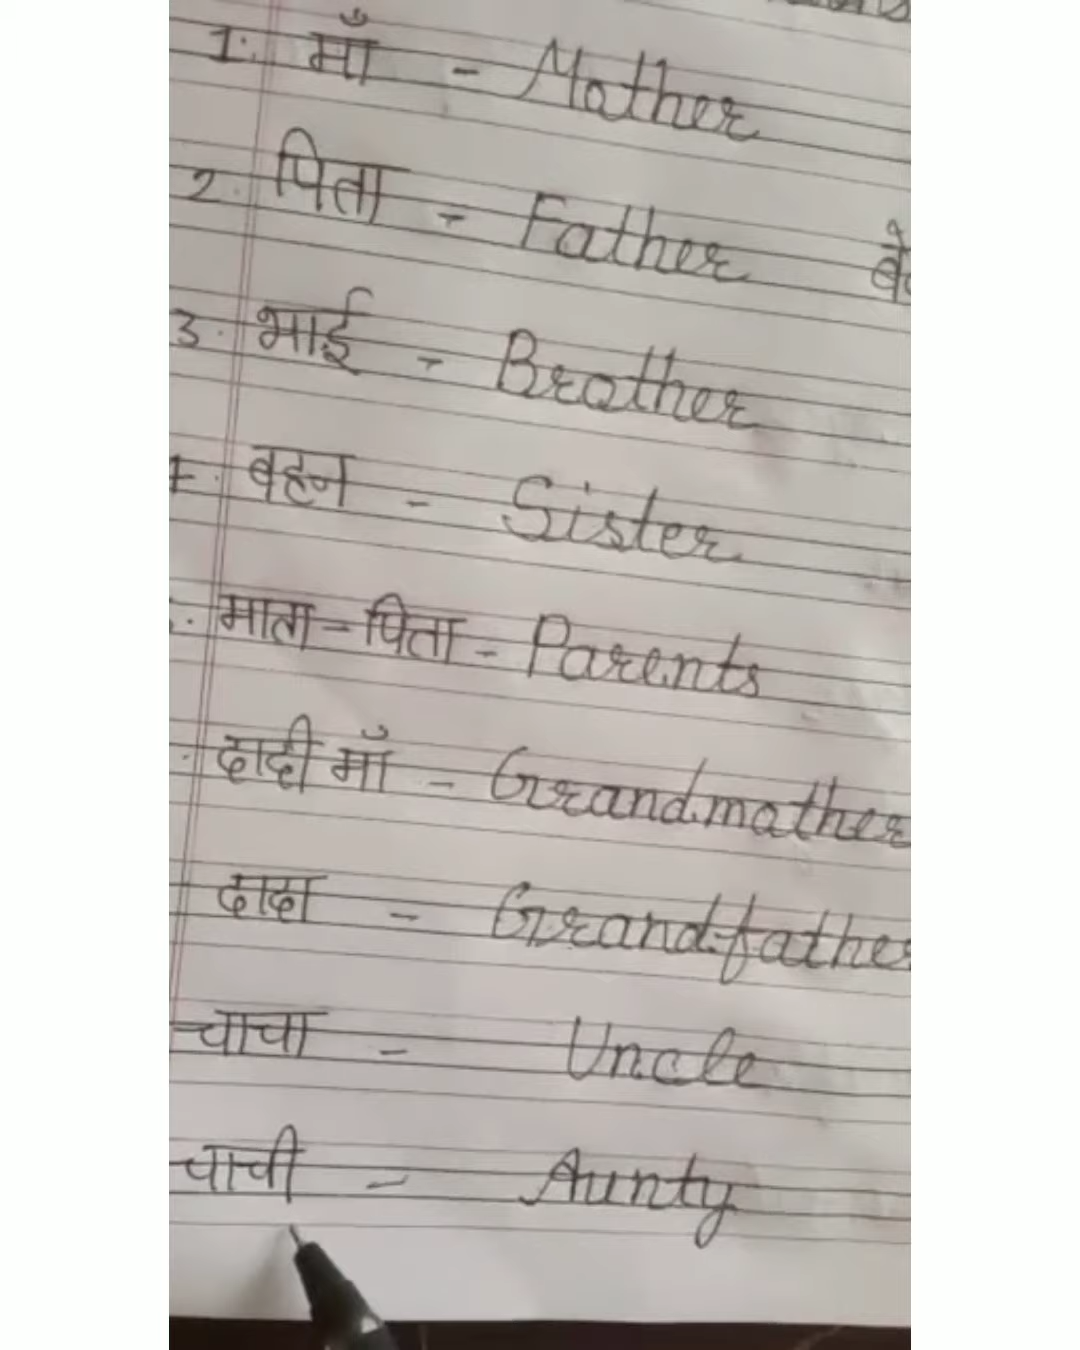 1. माँ - Mother
2. पिता - Father
3. भाई - Brother
बहन - Sister
माता-पिता - Parents
दादी माँ - Grandmother
दादा - Grandfather
चाचा - Uncle
चाची - Aunty